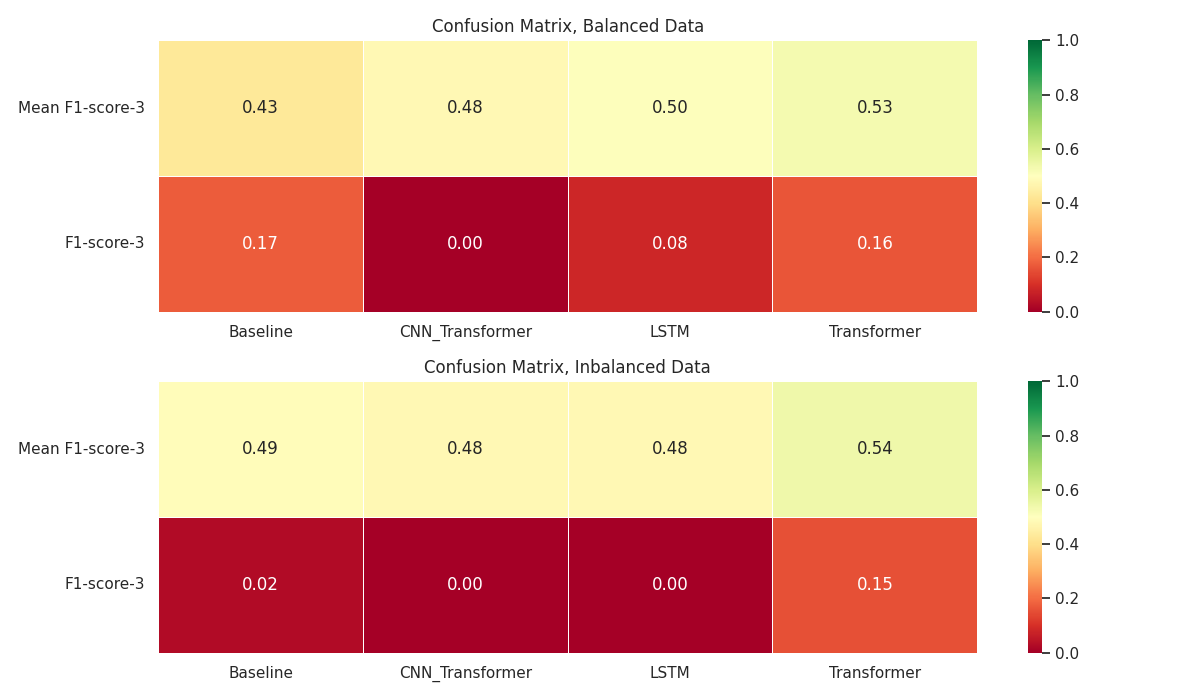 Confusion Matrix, Balanced Data
Mean F1-score-3
0.43 0.48 0.50 0.53
F1-score-3
0.17 0.00 0.08 0.16
Baseline CNN_Transformer LSTM Transformer
1.0
0.8
0.6
0.4
0.2
0.0
Confusion Matrix, Inbalanced Data
Mean F1-score-3
0.49 0.48 0.48 0.54
F1-score-3
0.02 0.00 0.00 0.15
Baseline CNN_Transformer LSTM Transformer
1.0
0.8
0.6
0.4
0.2
0.0